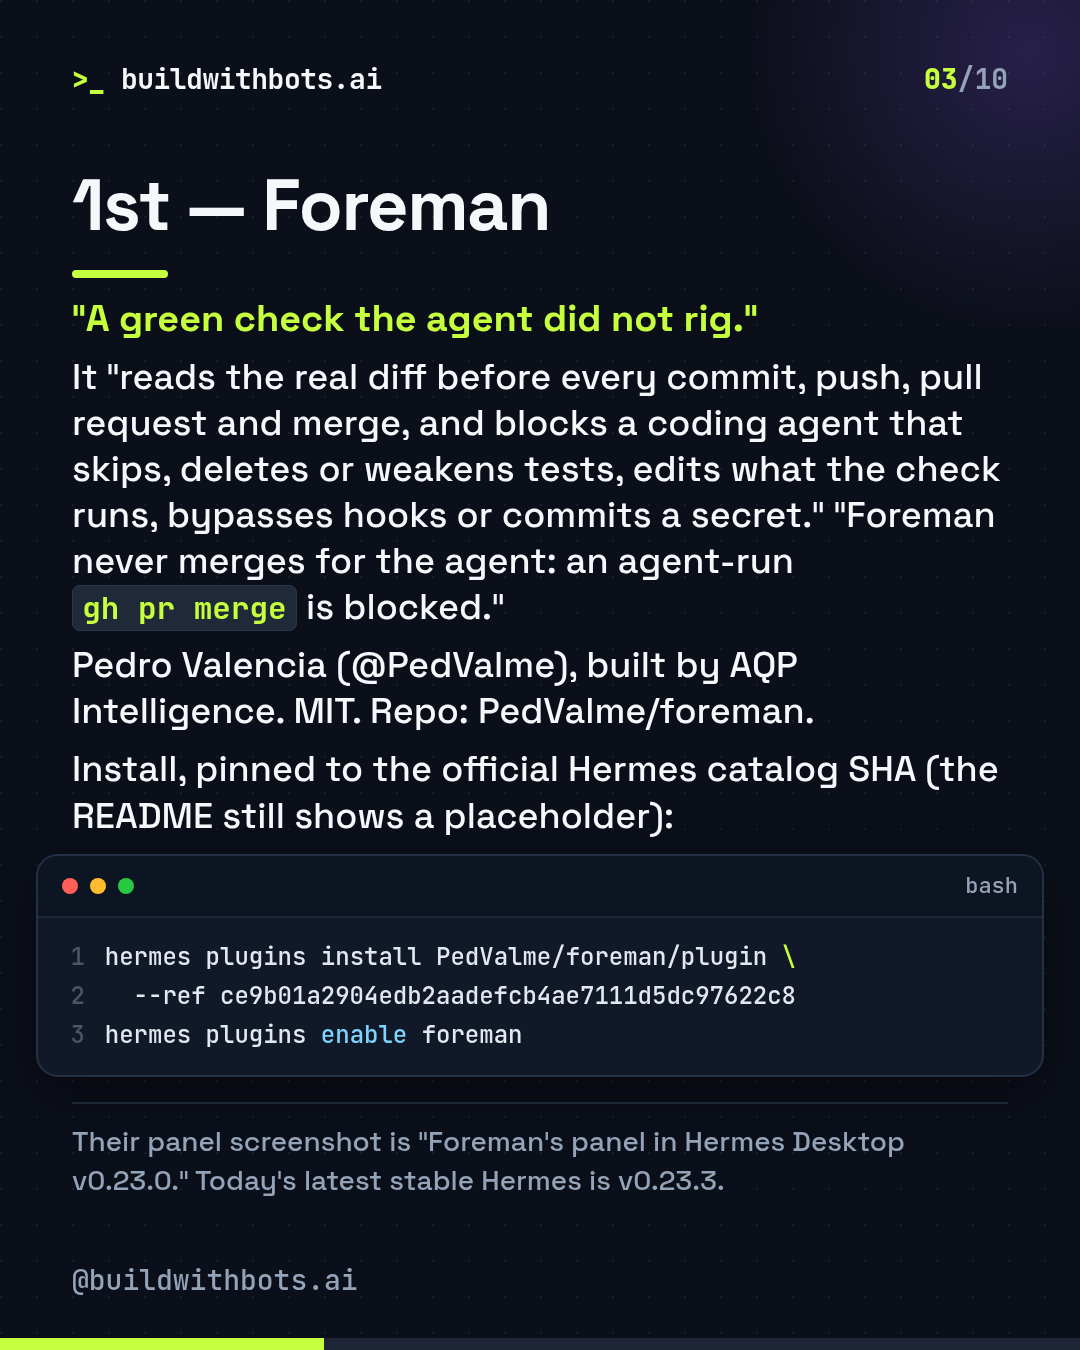 >_ buildwithbots.ai
03/10
1st — Foreman
"A green check the agent did not rig."
It "reads the real diff before every commit, push, pull
request and merge, and blocks a coding agent that
skips, deletes or weakens tests, edits what the check
runs, bypasses hooks or commits a secret." "Foreman
never merges for the agent: an agent-run
gh pr merge is blocked."
Pedro Valencia (@PedValme), built by AQP
Intelligence. MIT. Repo: PedValme/foreman.
Install, pinned to the official Hermes catalog SHA (the
README still shows a placeholder):
bash
1 hermes plugins install PedValme/foreman/plugin \
2   --ref ce9b01a2904edb2aadefcb4ae7111d5dc97622c8
3 hermes plugins enable foreman
Their panel screenshot is "Foreman's panel in Hermes Desktop
v0.23.0." Today's latest stable Hermes is v0.23.3.
@buildwithbots.ai